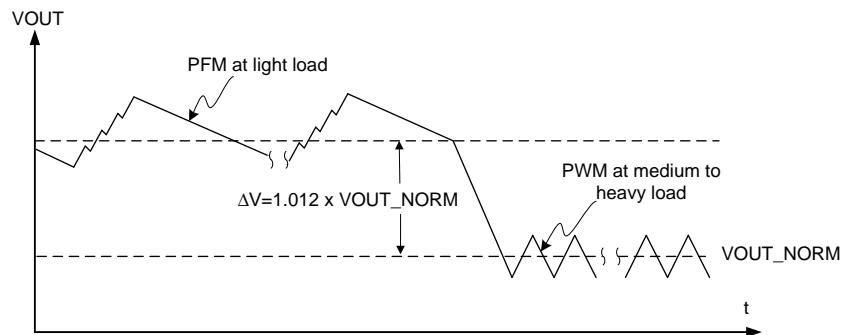 VOUT
PFM at light load
PWM at medium to
heavy load
ΔV=1.012 x VOUT_NORM
VOUT_NORM
t